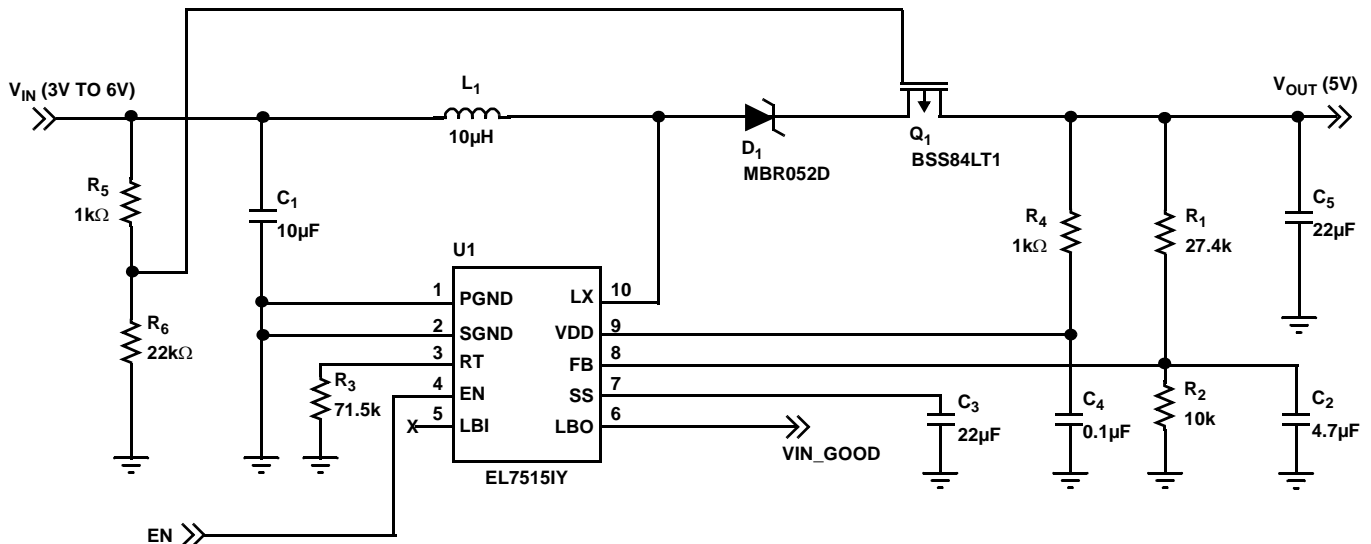 V_IN (3V TO 6V)
L1
10µH
D1
MBR052D
Q1
BSS84LT1
V_OUT (5V)
R5
1kΩ
C1
10µF
R4
1kΩ
R1
27.4k
C5
22µF
U1
1 PGND LX 10
2 SGND VDD 9
3 RT FB 8
4 EN SS 7
5 LBI LBO 6
X
EL7515IY
R6
22kΩ
R3
71.5k
C3
22µF
C4
0.1µF
R2
10k
C2
4.7µF
VIN_GOOD
EN